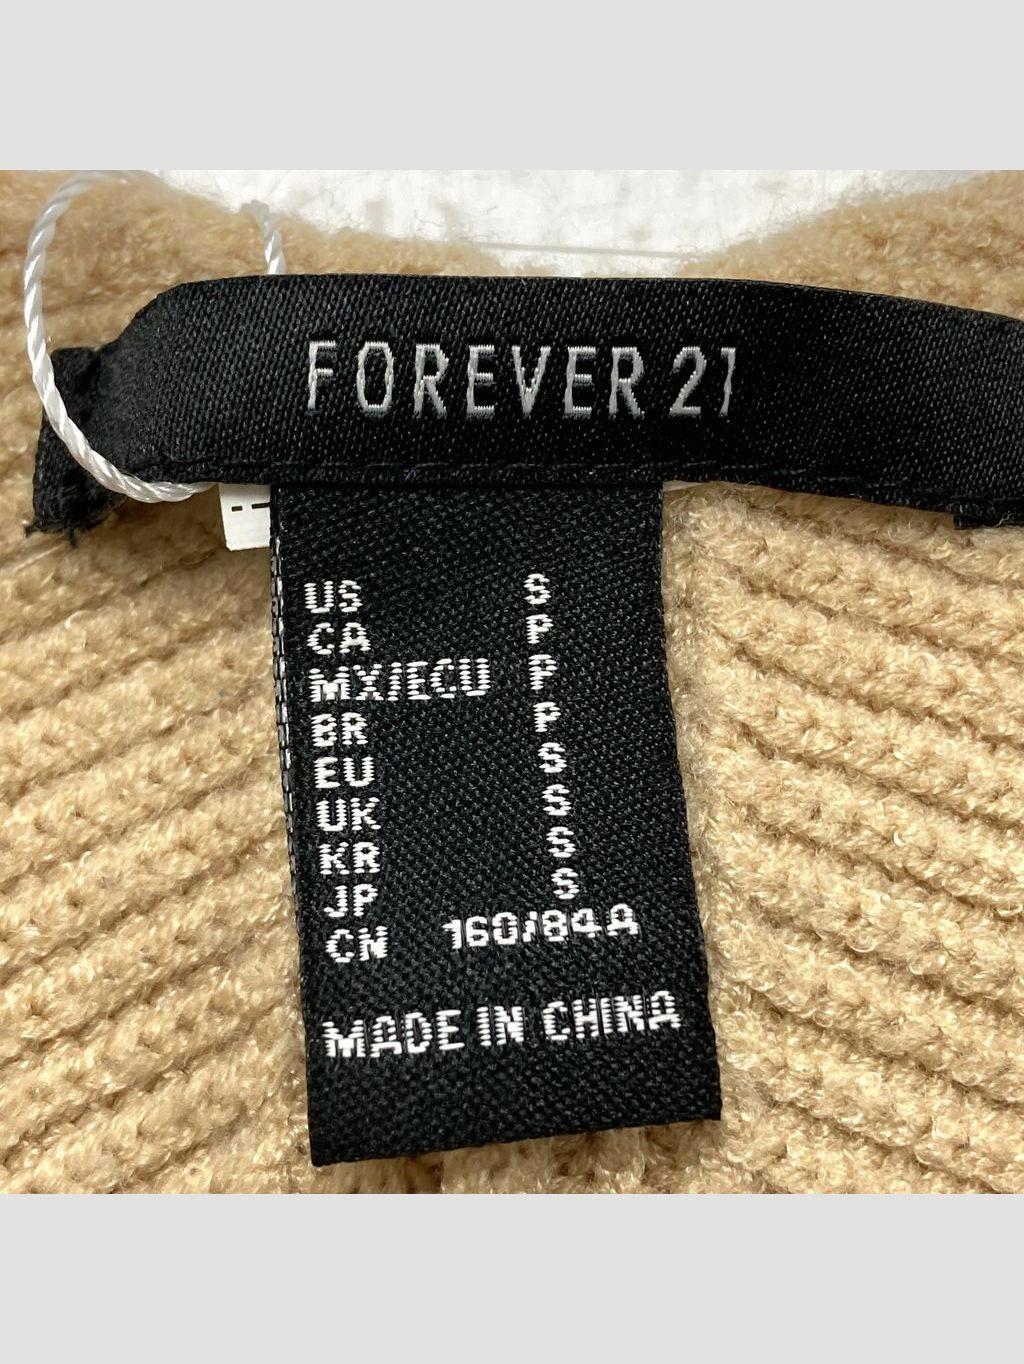 FOREVER 21
US S
CA P
MX/ECU P
BR P
EU S
UK S
KR S
JP S
CN 160/84A
MADE IN CHINA